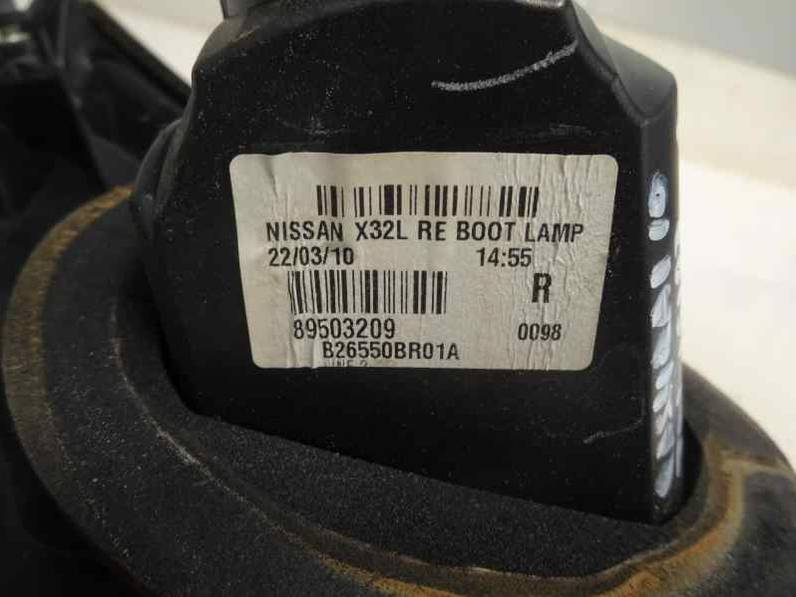 NISSAN X32L RE BOOT LAMP
22/03/10 14:55
R
89503209 0098
B26550BR01A